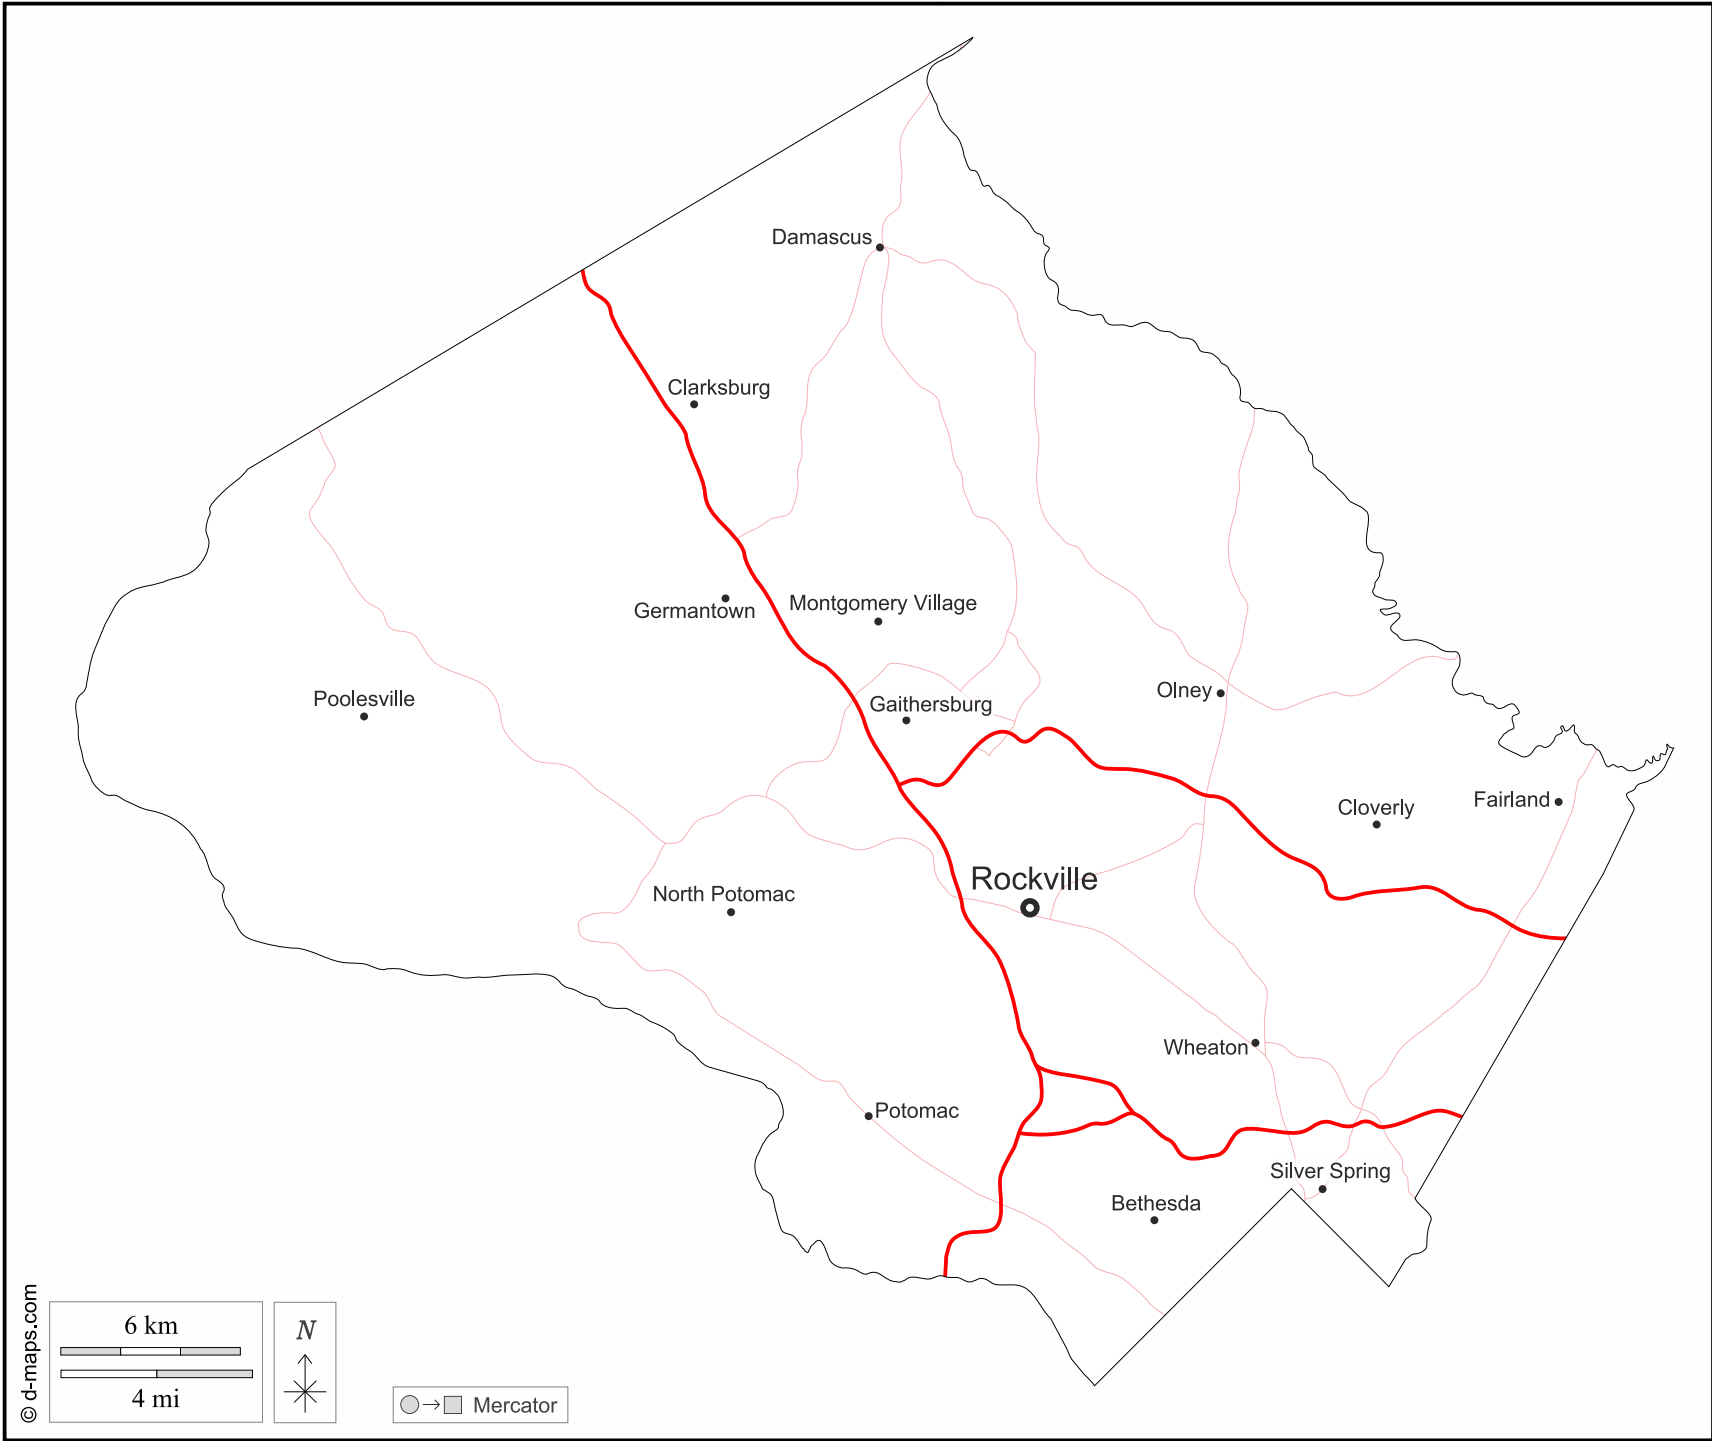 Damascus
Clarksburg
Germantown
Montgomery Village
Poolesville
Gaithersburg
Olney
Cloverly
Fairland
Rockville
North Potomac
Wheaton
Potomac
Silver Spring
Bethesda
© d-maps.com
6 km
4 mi
N
Mercator